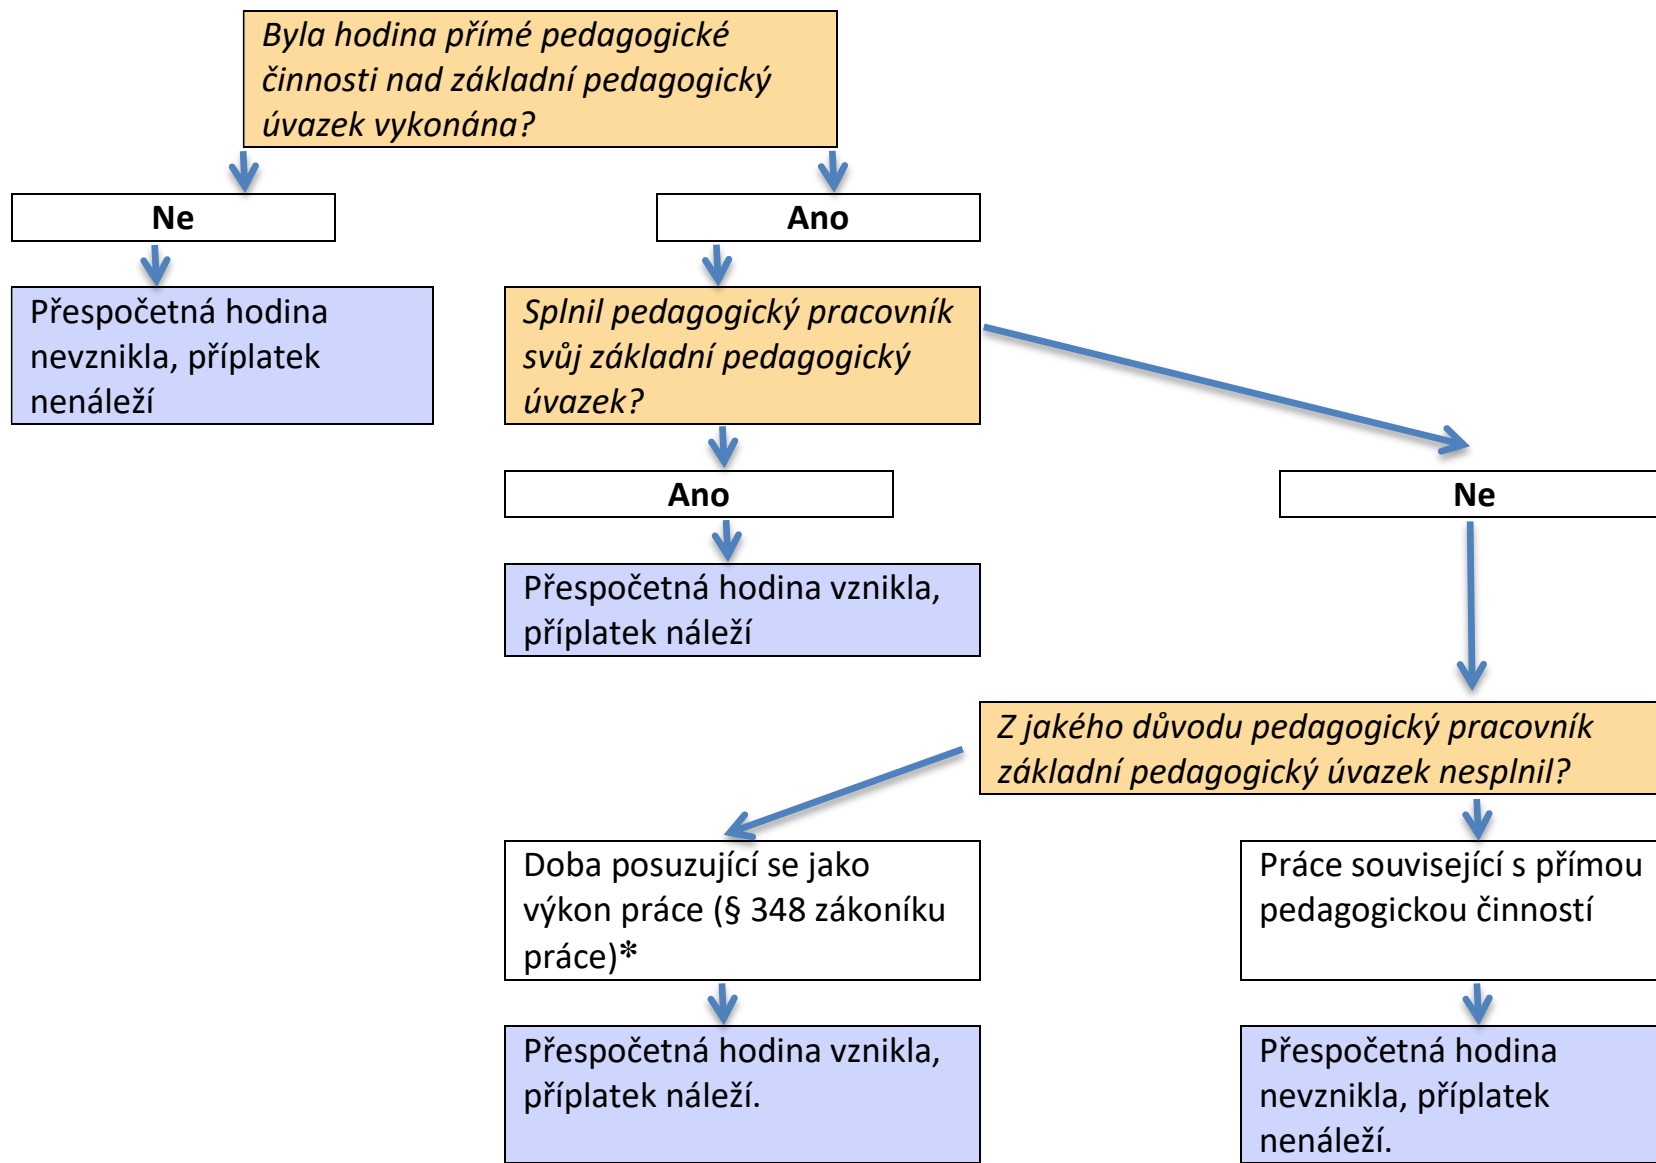 Byla hodina přímé pedagogické
činnosti nad základní pedagogický
úvazek vykonána?
Ne
Ano
Přespočetná hodina
nevznikla, příplatek
nenáleží
Splnil pedagogický pracovník
svůj základní pedagogický
úvazek?
Ano
Ne
Přespočetná hodina vznikla,
příplatek náleží
Z jakého důvodu pedagogický pracovník
základní pedagogický úvazek nesplnil?
Doba posuzující se jako
výkon práce (§ 348 zákoníku
práce)*
Práce související s přímou
pedagogickou činností
Přespočetná hodina vznikla,
příplatek náleží.
Přespočetná hodina
nevznikla, příplatek
nenáleží.